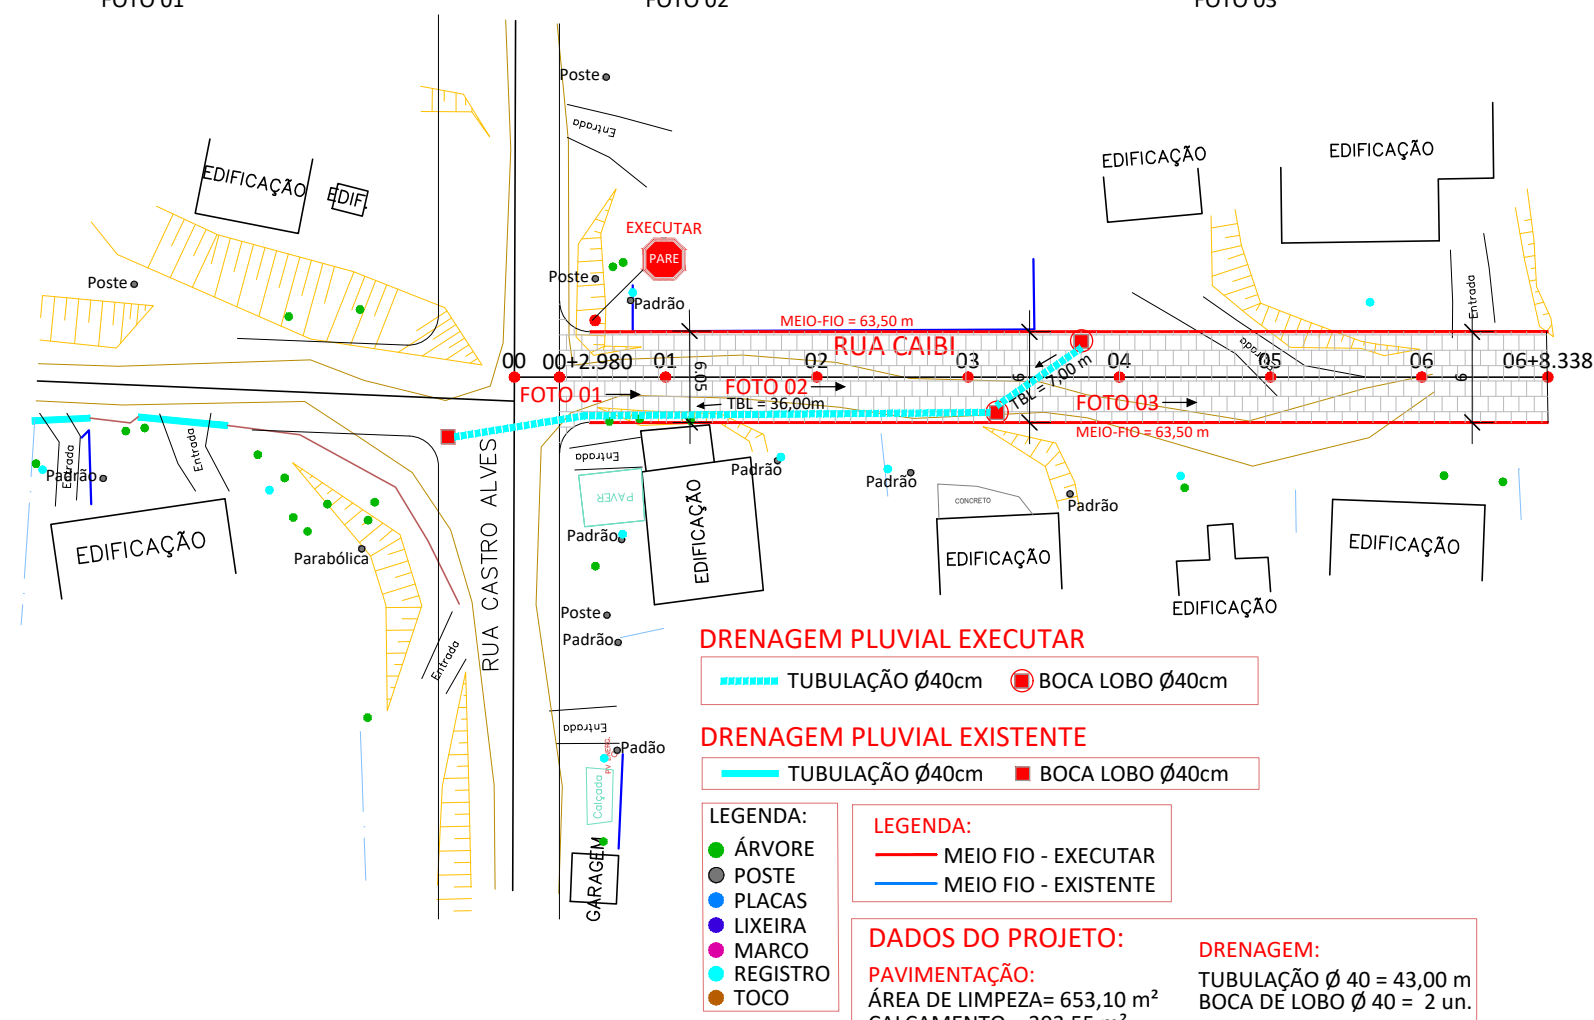 FOTO 01
FOTO 02
FOTO 03
Poste
Entrada
EDIFICAÇÃO
EDIF.
EDIFICAÇÃO
EDIFICAÇÃO
EXECUTAR
PARE
Poste
Poste
Padrão
Entrada
MEIO-FIO = 63,50 m
RUA CAIBI
Entrada
00
00+2.980
01
02
03
04
05
06
06+8.338
6.05
6
6
FOTO 01
FOTO 02
FOTO 03
TBL = 36,00m
TBL = 7,00 m
MEIO-FIO = 63,50 m
Entrada
Entrada
Padrão
Entrada
PAVER
Padrão
Padrão
CONCRETO
Padrão
EDIFICAÇÃO
Parabólica
RUA CASTRO ALVES
Padrão
EDIFICAÇÃO
EDIFICAÇÃO
EDIFICAÇÃO
EDIFICAÇÃO
Poste
Padrão
Entrada
DRENAGEM PLUVIAL EXECUTAR
TUBULAÇÃO Ø40cm
BOCA LOBO Ø40cm
Entrada
Padão
DRENAGEM PLUVIAL EXISTENTE
TUBULAÇÃO Ø40cm
BOCA LOBO Ø40cm
Calçada
GARAGEM
LEGENDA:
ÁRVORE
POSTE
PLACAS
LIXEIRA
MARCO
REGISTRO
TOCO
LEGENDA:
MEIO FIO - EXECUTAR
MEIO FIO - EXISTENTE
DADOS DO PROJETO:
PAVIMENTAÇÃO:
ÁREA DE LIMPEZA= 653,10 m²
DRENAGEM:
TUBULAÇÃO Ø 40 = 43,00 m
BOCA DE LOBO Ø 40 = 2 un.